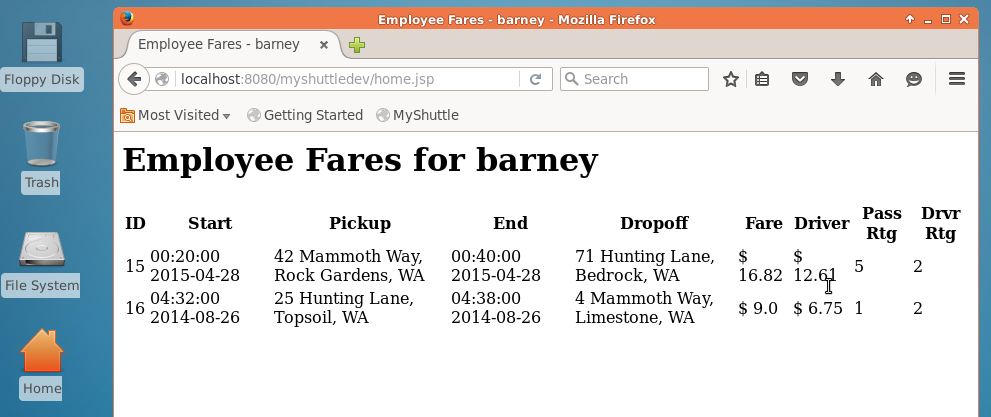 Employee Fares - barney - Mozilla Firefox
Employee Fares - barney
localhost:8080/myshuttledev/home.jsp
Search
Most Visited
Getting Started
MyShuttle
Floppy Disk
Trash
File System
Home
Employee Fares for barney
ID Start Pickup End Dropoff Fare Driver Pass Rtg Drvr Rtg
15 00:20:00 2015-04-28 42 Mammoth Way, Rock Gardens, WA 00:40:00 2015-04-28 71 Hunting Lane, Bedrock, WA $ 16.82 $ 12.61 5 2
16 04:32:00 2014-08-26 25 Hunting Lane, Topsoil, WA 04:38:00 2014-08-26 4 Mammoth Way, Limestone, WA $ 9.0 $ 6.75 1 2